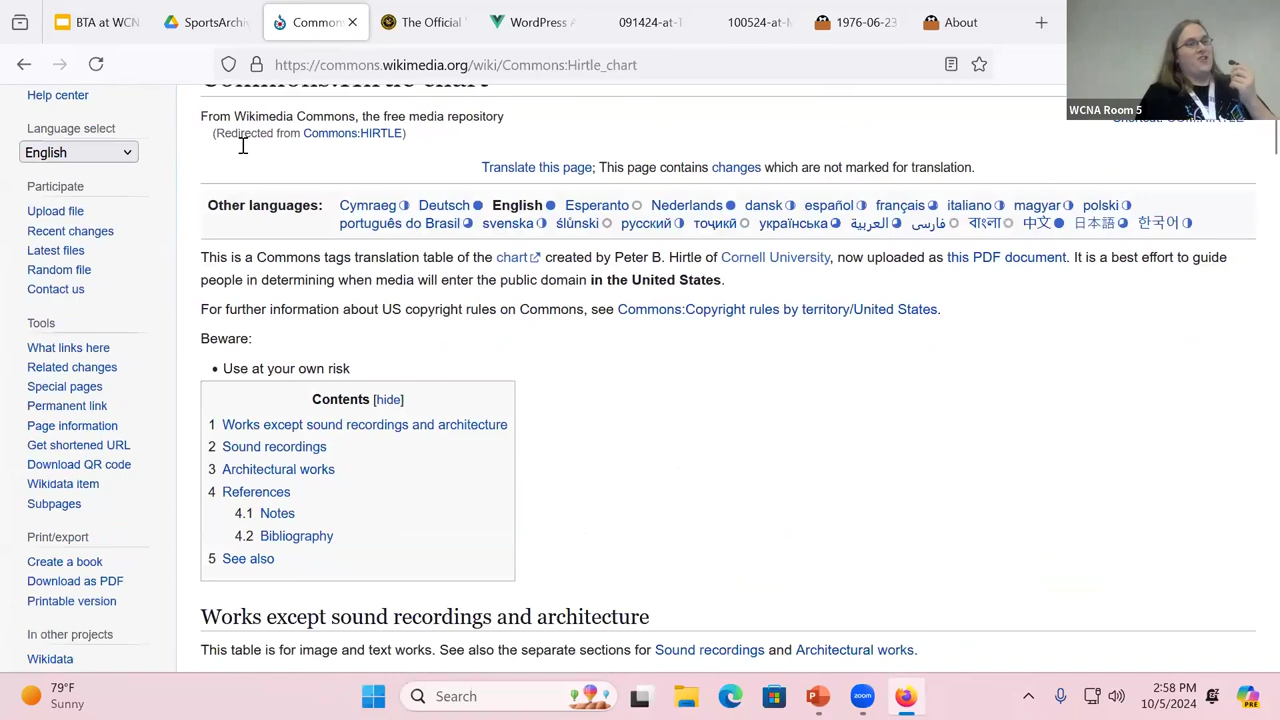 BTA at WCN
SportsArchi
Commons
The Official
WordPress
091424-at-
100524-at-
1976-06-23
About
https://commons.wikimedia.org/wiki/Commons:Hirtle_chart
WCNA Room 5
From Wikimedia Commons, the free media repository
(Redirected from Commons:HIRTLE)
Translate this page; This page contains changes which are not marked for translation.
Other languages: Cymraeg Deutsch English Esperanto Nederlands dansk español français italiano magyar polski
português do Brasil svenska ślůnski русский тоҷикӣ українська العربية فارسی বাংলা 中文 日本語 한국어
This is a Commons tags translation table of the chart created by Peter B. Hirtle of Cornell University, now uploaded as this PDF document. It is a best effort to guide
people in determining when media will enter the public domain in the United States.
For further information about US copyright rules on Commons, see Commons:Copyright rules by territory/United States.
Beware:
• Use at your own risk
Contents [hide]
1 Works except sound recordings and architecture
2 Sound recordings
3 Architectural works
4 References
4.1 Notes
4.2 Bibliography
5 See also
Works except sound recordings and architecture
This table is for image and text works. See also the separate sections for Sound recordings and Architectural works.
Help center
Language select
English
Participate
Upload file
Recent changes
Latest files
Random file
Contact us
Tools
What links here
Related changes
Special pages
Permanent link
Page information
Get shortened URL
Download QR code
Wikidata item
Subpages
Print/export
Create a book
Download as PDF
Printable version
In other projects
Wikidata
79°F
Sunny
Search
2:58 PM
10/5/2024
PRE